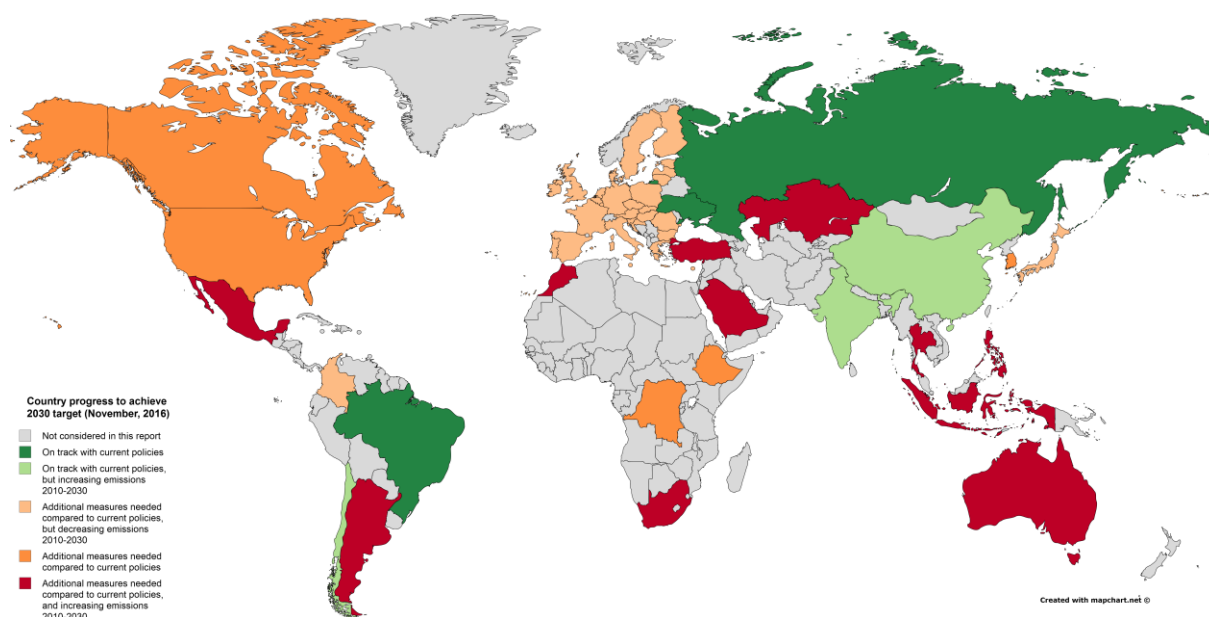 Country progress to achieve
2030 target (November, 2016)
Not considered in this report
On track with current policies
On track with current policies,
but increasing emissions
2010-2030
Additional measures needed
compared to current policies,
but decreasing emissions
2010-2030
Additional measures needed
compared to current policies
Additional measures needed
compared to current policies,
and increasing emissions
2010-2030
Created with mapchart.net ©